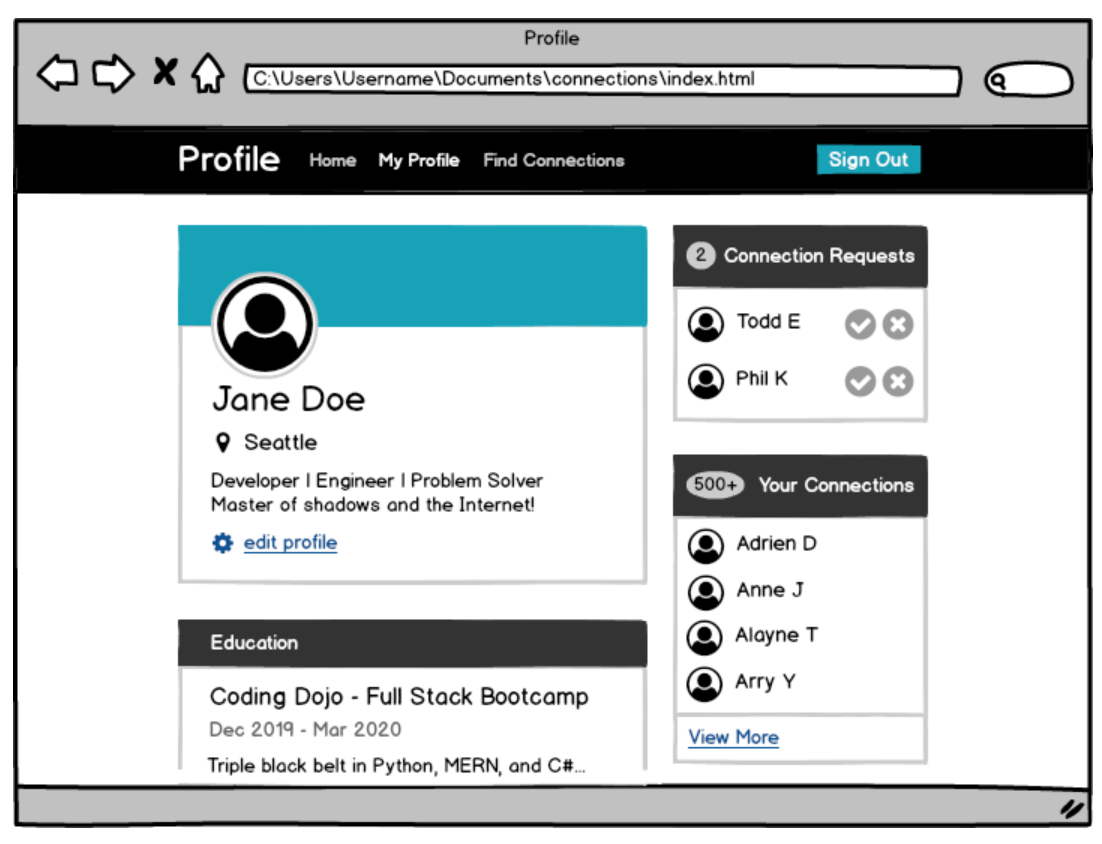 Profile
C:\Users\Username\Documents\connections\index.html
Profile Home My Profile Find Connections Sign Out
Jane Doe
Seattle
Developer | Engineer | Problem Solver
Master of shadows and the Internet!
edit profile
Education
Coding Dojo - Full Stack Bootcamp
Dec 2019 - Mar 2020
Triple black belt in Python, MERN, and C#...
2 Connection Requests
Todd E
Phil K
500+ Your Connections
Adrien D
Anne J
Alayne T
Arry Y
View More